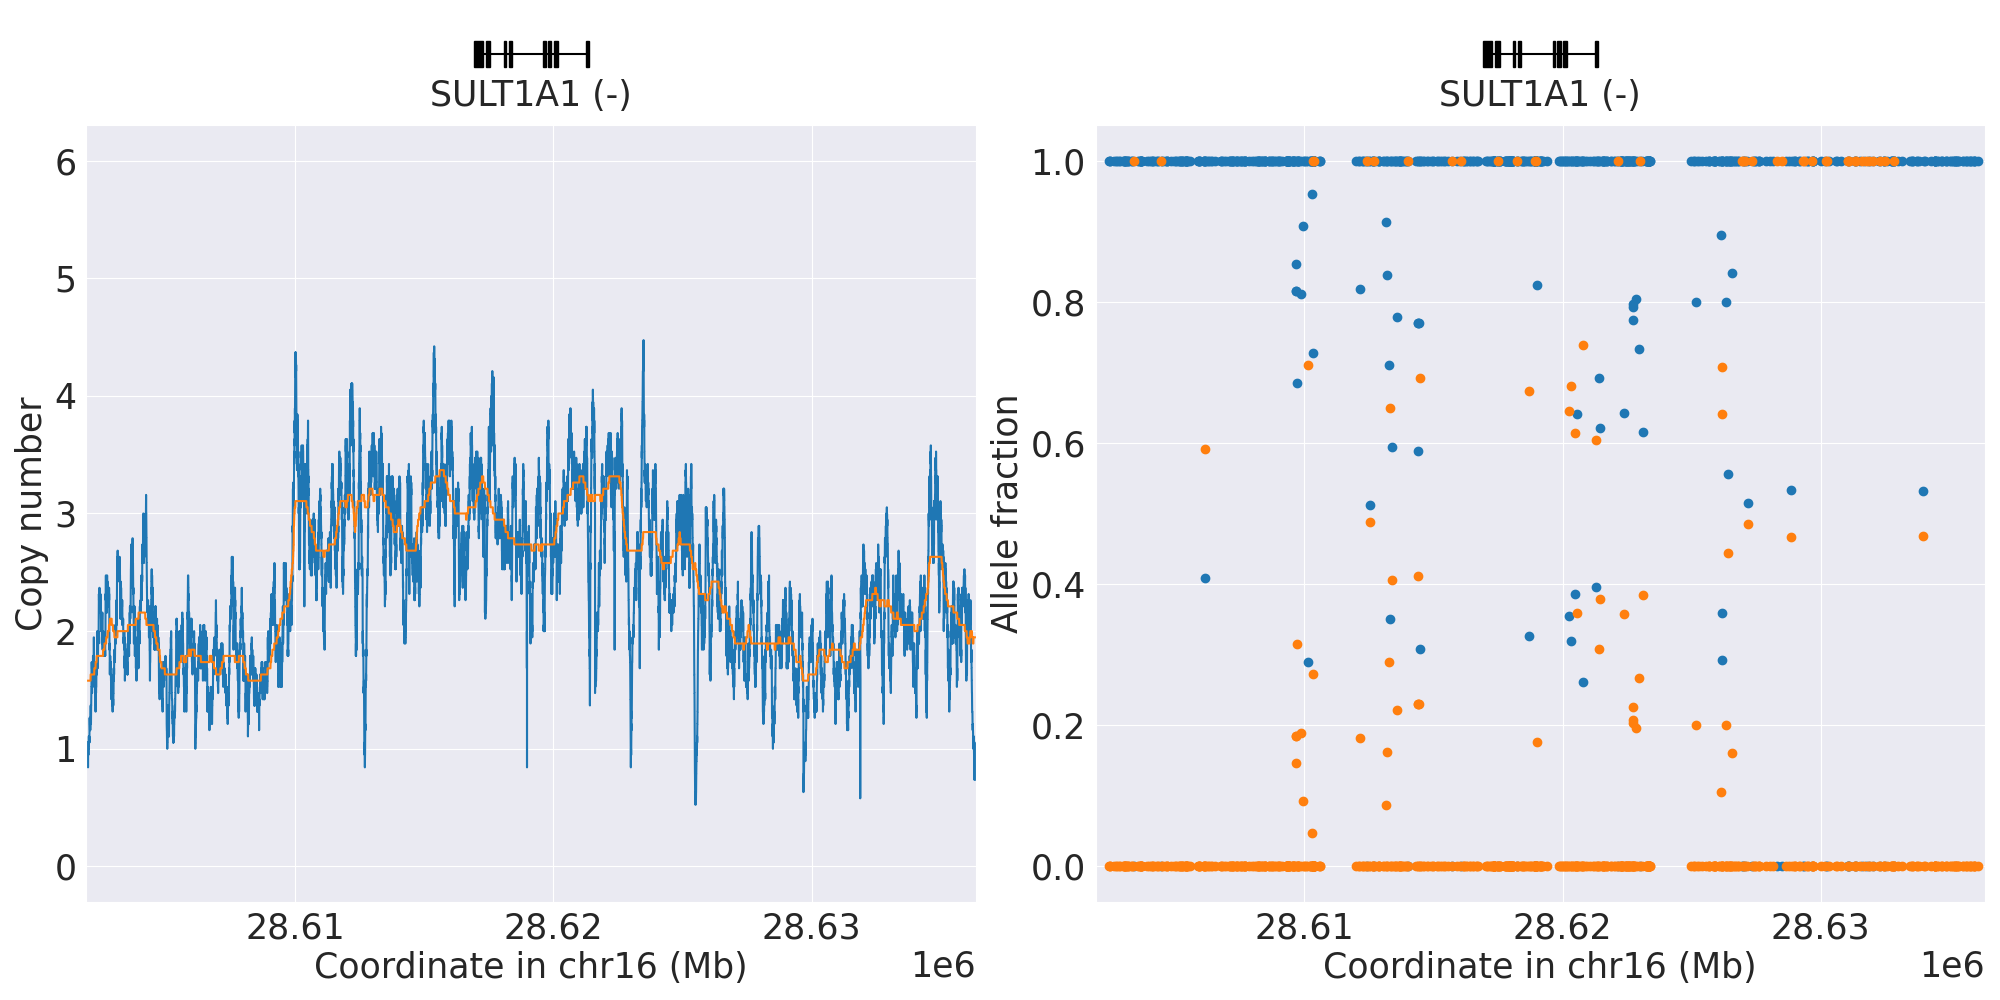 SULT1A1 (-)
6
5
4
3
2
1
0
Copy number
28.61
28.62
28.63
Coordinate in chr16 (Mb)
1e6
SULT1A1 (-)
1.0
0.8
0.6
0.4
0.2
0.0
Allele fraction
28.61
28.62
28.63
Coordinate in chr16 (Mb)
1e6